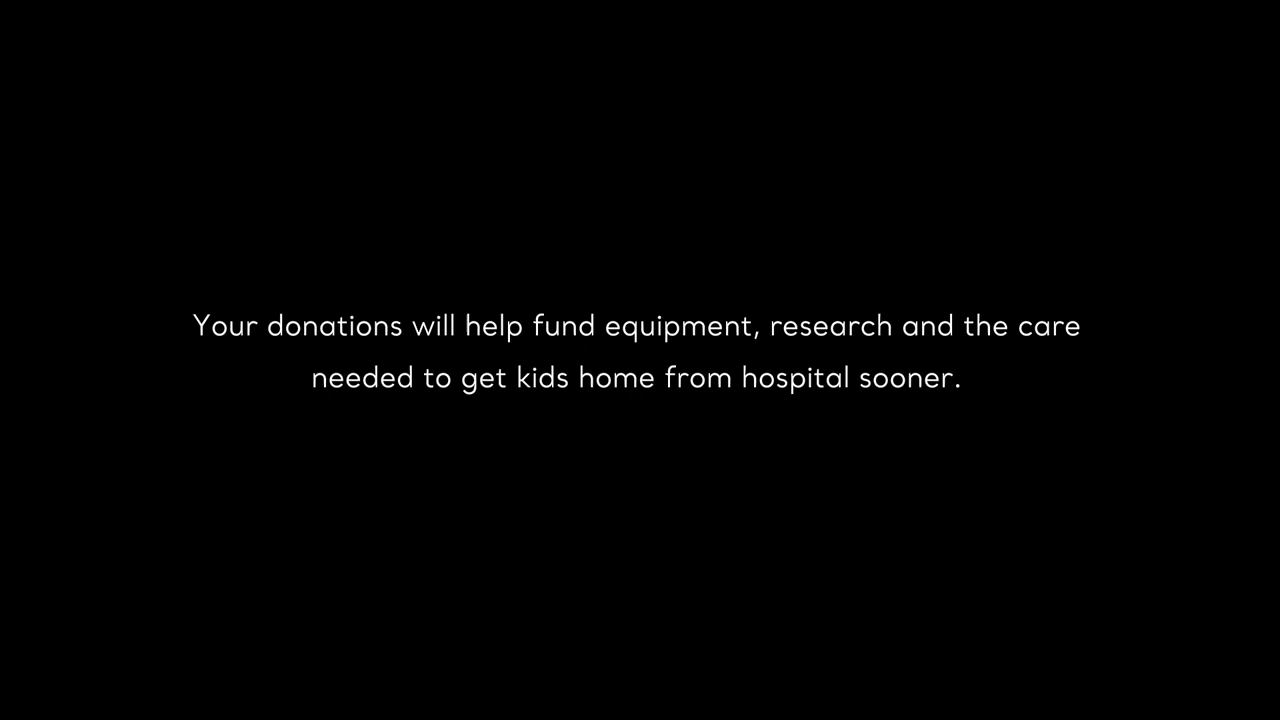 Your donations will help fund equipment, research and the care
needed to get kids home from hospital sooner.